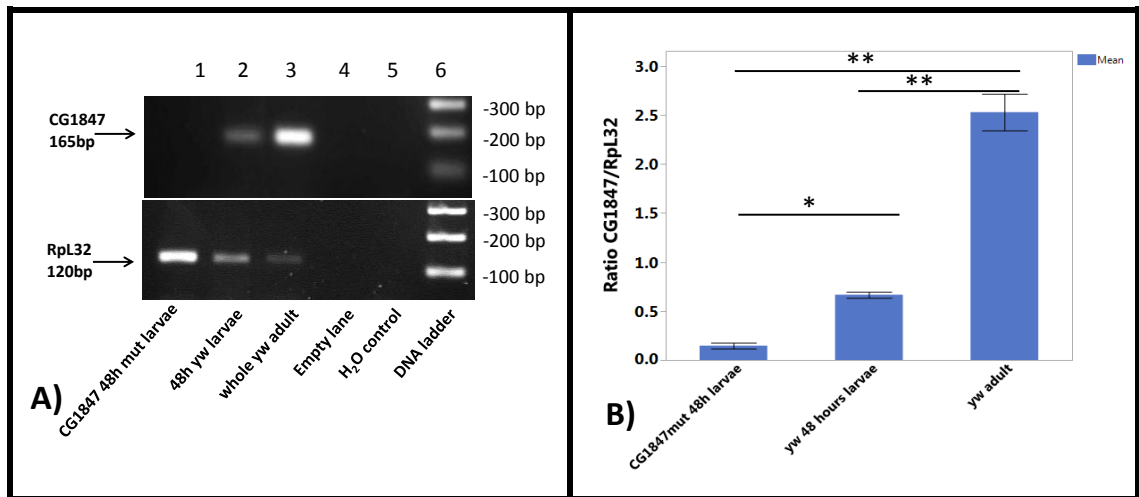 1 2 3 4 5 6
CG1847
165bp
-300 bp
-200 bp
-100 bp
RpL32
120bp
-300 bp
-200 bp
-100 bp
CG1847 48h mut larvae
48h yw larvae
whole yw adult
Empty lane
H₂O control
DNA ladder
A)
Mean
**
**
*
Ratio CG1847/RpL32
3.0
2.5
2.0
1.5
1.0
0.5
0.0
CG1847mut 48h larvae
yw 48 hours larvae
yw adult
B)